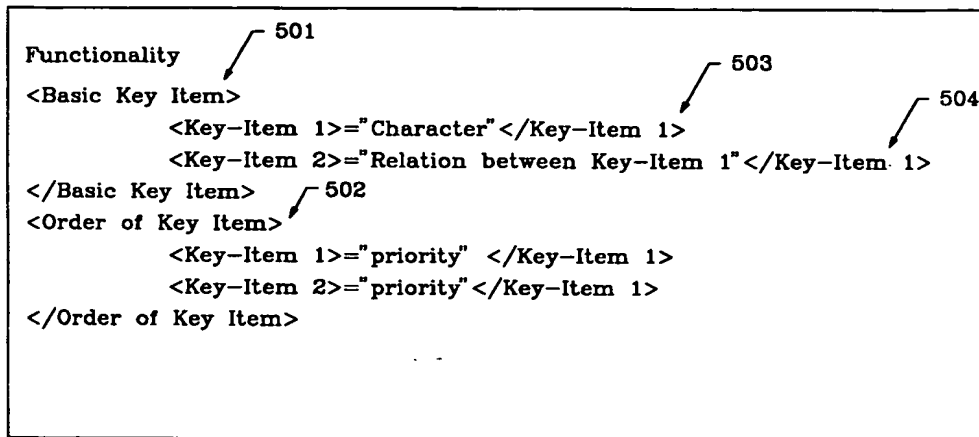 501
Functionality
503
<Basic Key Item>
504
<Key-Item 1>="Character"</Key-Item 1>
<Key-Item 2>="Relation between Key-Item 1"</Key-Item 1>
</Basic Key Item>
502
<Order of Key Item>
<Key-Item 1>="priority" </Key-Item 1>
<Key-Item 2>="priority"</Key-Item 1>
</Order of Key Item>